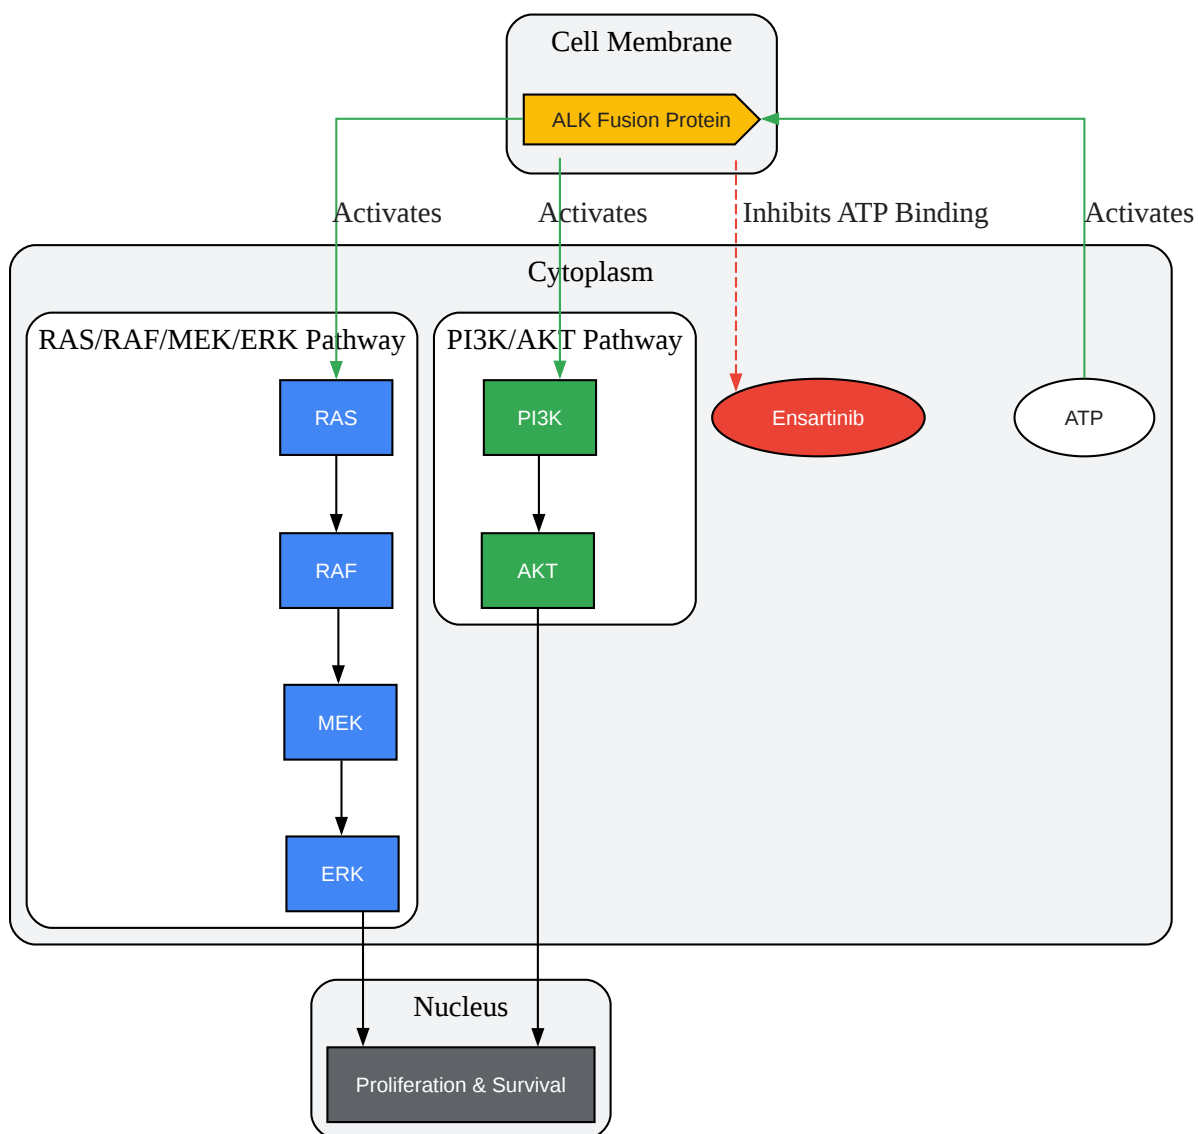 Cell Membrane
ALK Fusion Protein
Activates
Activates
Inhibits ATP Binding
Activates
Cytoplasm
RAS/RAF/MEK/ERK Pathway
PI3K/AKT Pathway
RAS
PI3K
Ensartinib
ATP
RAF
AKT
MEK
ERK
Nucleus
Proliferation & Survival